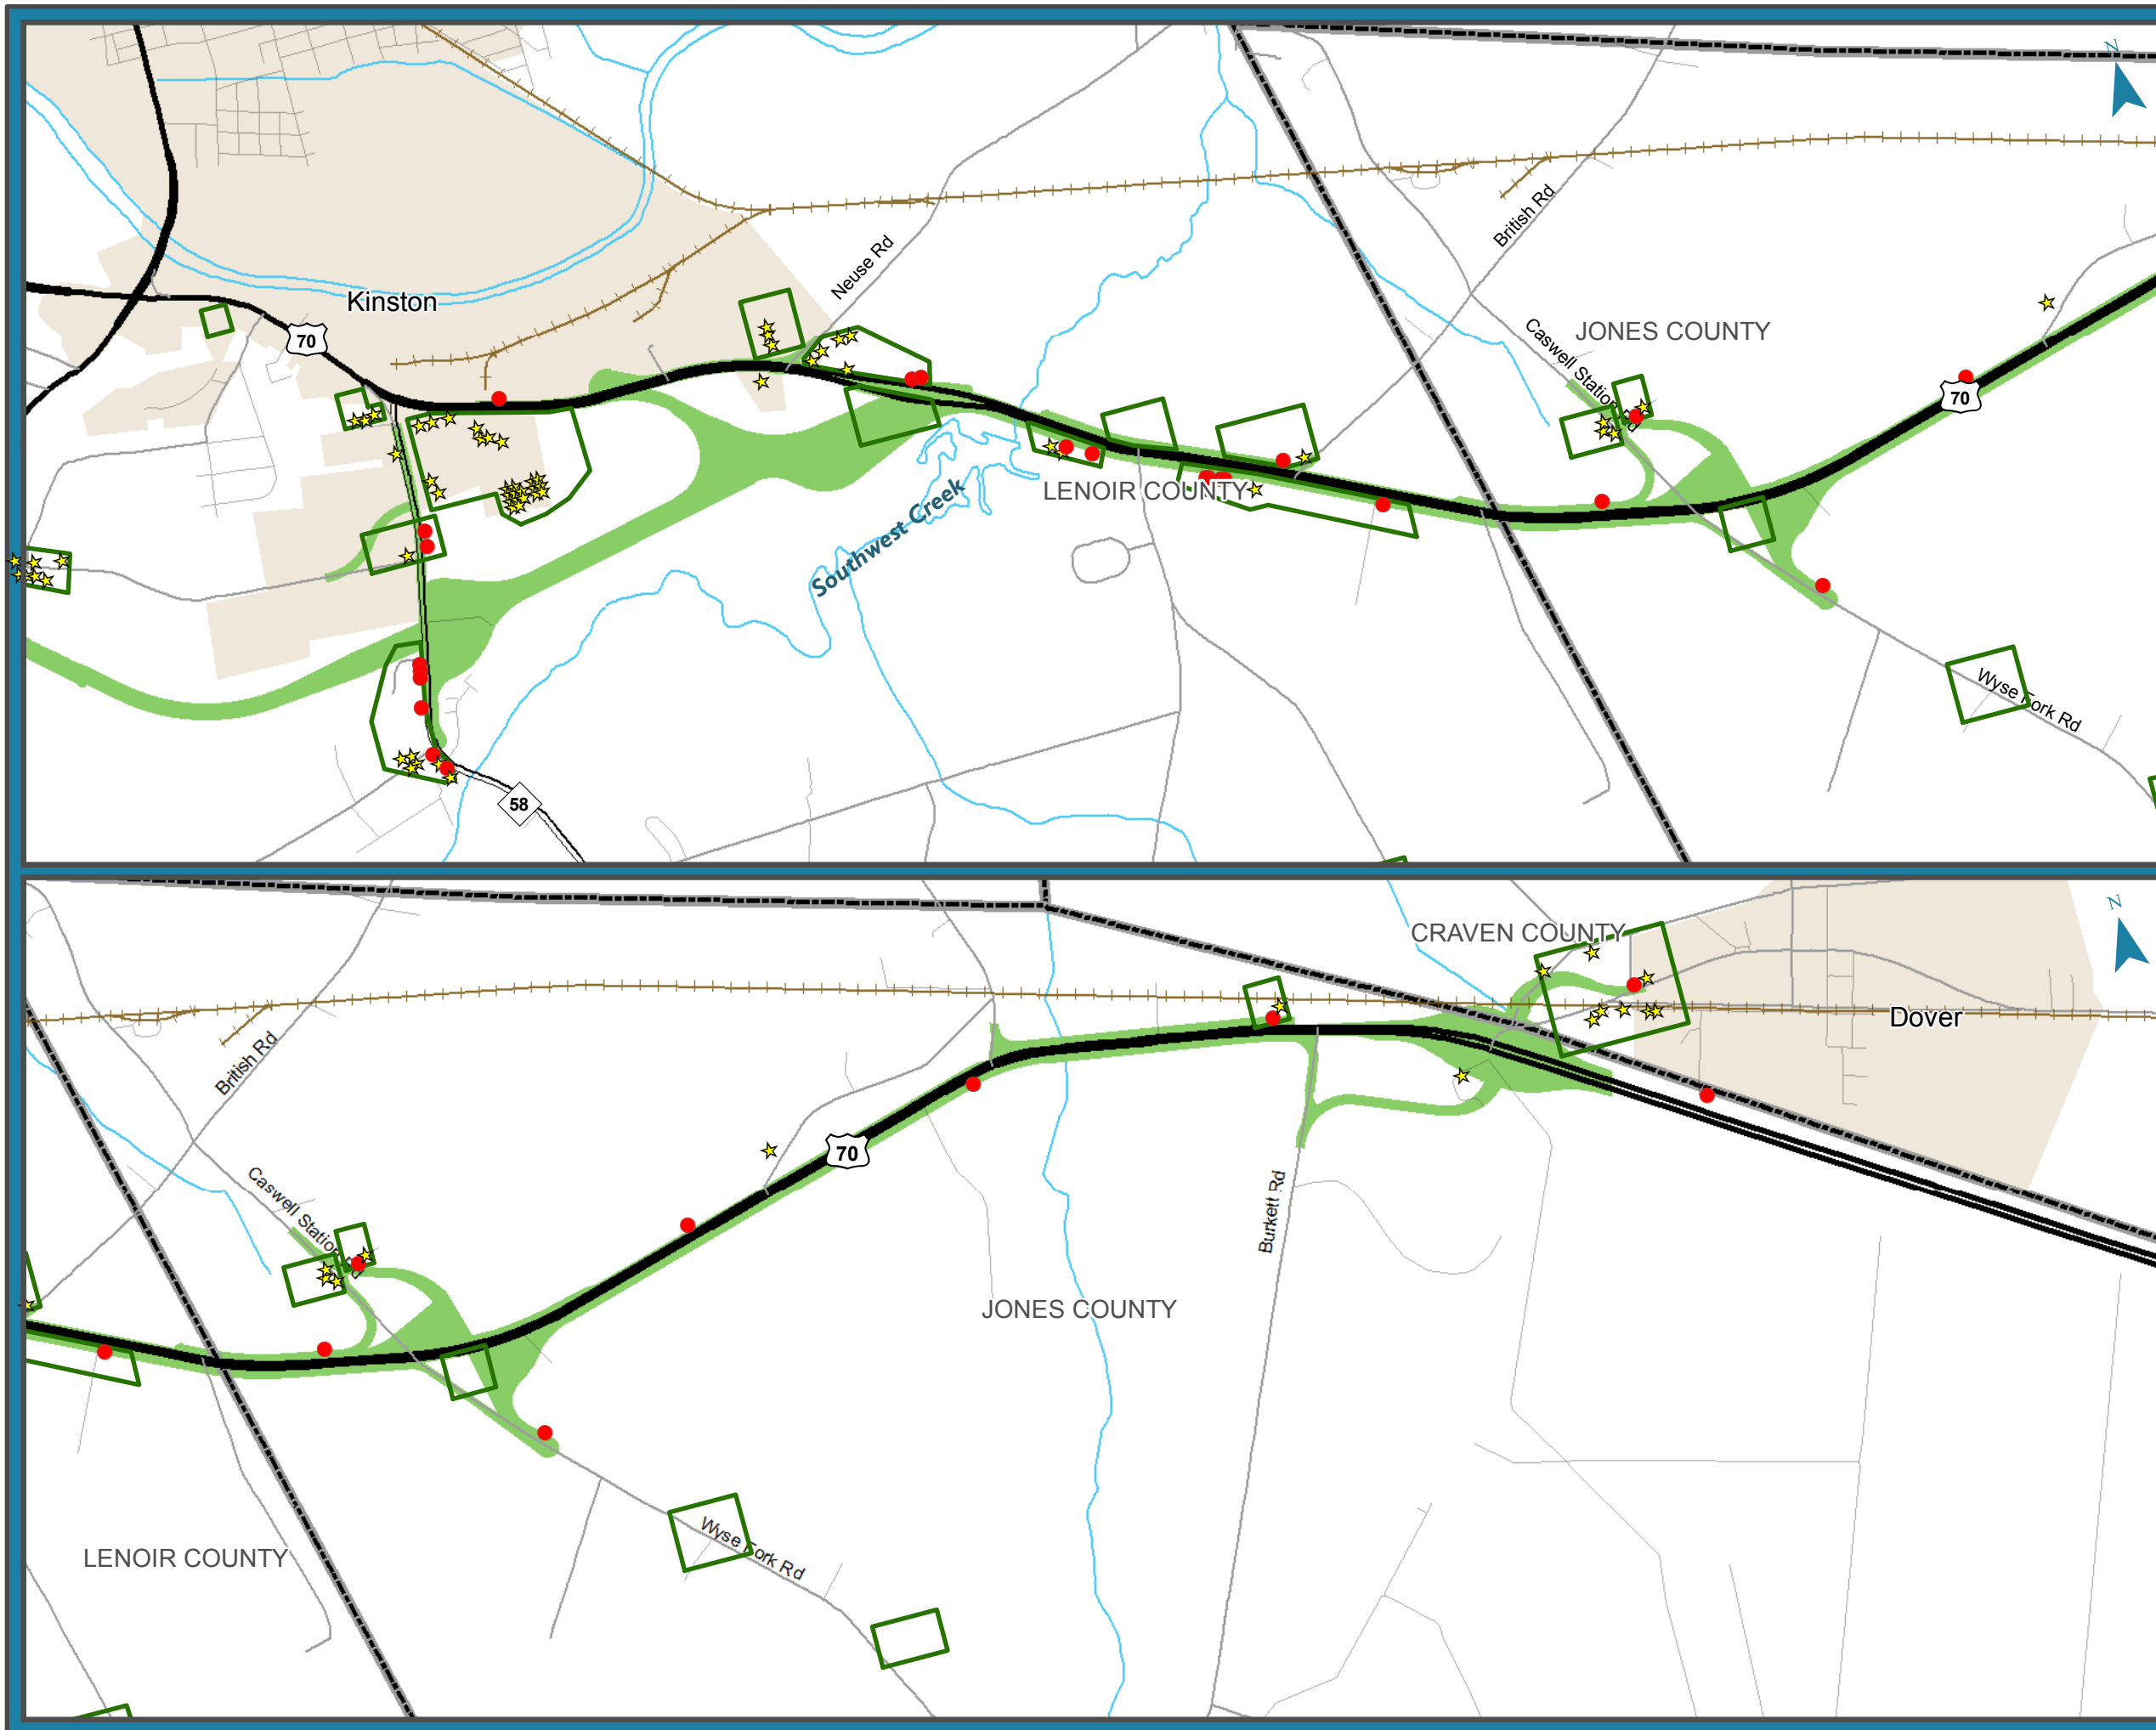 N
Neuse Rd
British Rd
Kinston
70
JONES COUNTY
Caswell Station Rd
70
LENOIR COUNTY
Southwest Creek
Wyse Fork Rd
58
N
CRAVEN COUNTY
Dover
British Rd
70
Caswell Station Rd
Burkett Rd
JONES COUNTY
Wyse Fork Rd
LENOIR COUNTY